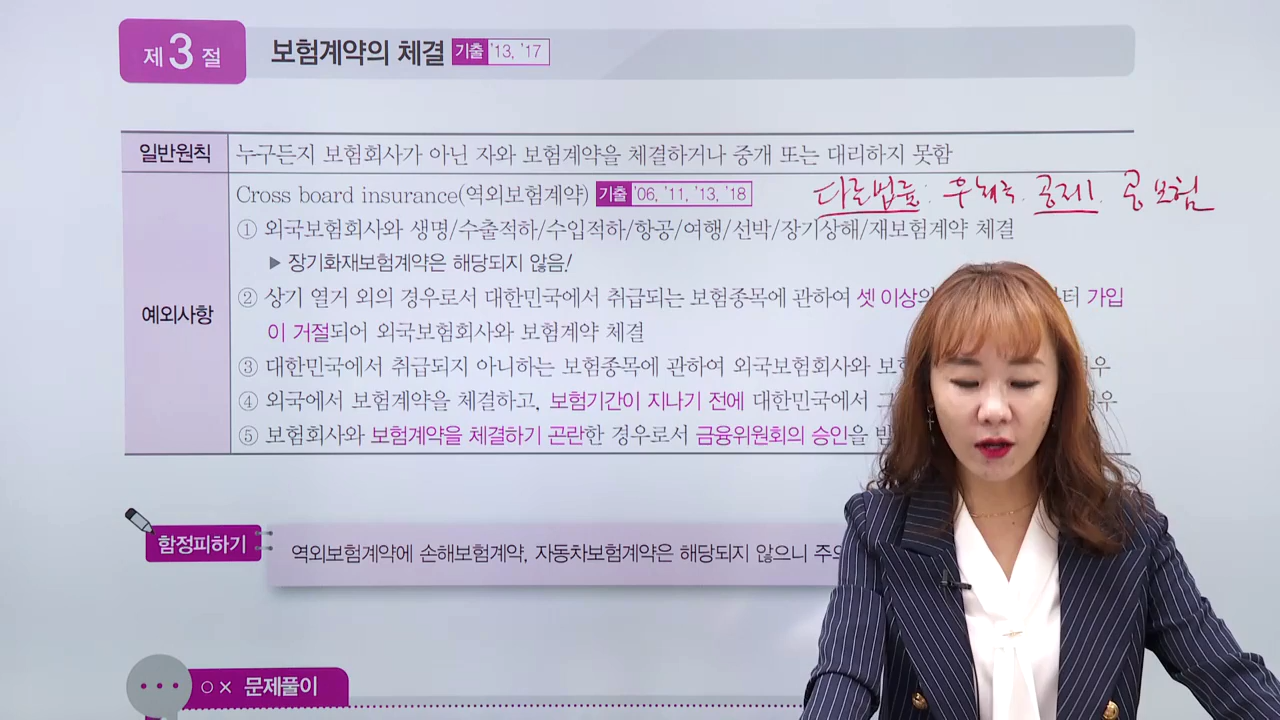 제 3 절 보험계약의 체결 기출 '13, '17
일반원칙 누구든지 보험회사가 아닌 자와 보험계약을 체결하거나 중개 또는 대리하지 못함
Cross board insurance(역외보험계약) 기출 '06, '11, '13, '18
다른법률: 우체국. 공제. 공보험
① 외국보험회사와 생명/수출적하/수입적하/항공/여행/선박/장기상해/재보험계약 체결
▶ 장기화재보험계약은 해당되지 않음!
예외사항
② 상기 열거 외의 경우로서 대한민국에서 취급되는 보험종목에 관하여 셋 이상의 터 가입
이 거절되어 외국보험회사와 보험계약 체결
③ 대한민국에서 취급되지 아니하는 보험종목에 관하여 외국보험회사와 우
④ 외국에서 보험계약을 체결하고, 보험기간이 지나기 전에 대한민국에서 그 우
⑤ 보험회사와 보험계약을 체결하기 곤란한 경우로서 금융위원회의 승인을
함정피하기
역외보험계약에 손해보험계약, 자동차보험계약은 해당되지 않으니
○× 문제풀이